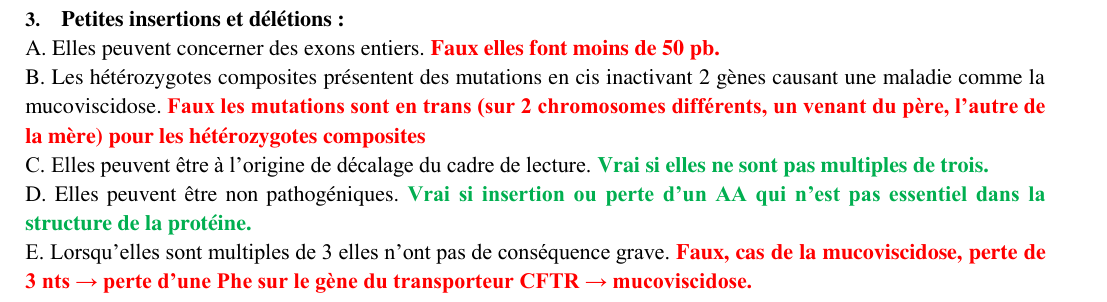 3. Petites insertions et délétions :
A. Elles peuvent concerner des exons entiers. Faux elles font moins de 50 pb.
B. Les hétérozygotes composites présentent des mutations en cis inactivant 2 gènes causant une maladie comme la
mucoviscidose. Faux les mutations sont en trans (sur 2 chromosomes différents, un venant du père, l’autre de
la mère) pour les hétérozygotes composites
C. Elles peuvent être à l’origine de décalage du cadre de lecture. Vrai si elles ne sont pas multiples de trois.
D. Elles peuvent être non pathogéniques. Vrai si insertion ou perte d’un AA qui n’est pas essentiel dans la
structure de la protéine.
E. Lorsqu’elles sont multiples de 3 elles n’ont pas de conséquence grave. Faux, cas de la mucoviscidose, perte de
3 nts → perte d’une Phe sur le gène du transporteur CFTR → mucoviscidose.